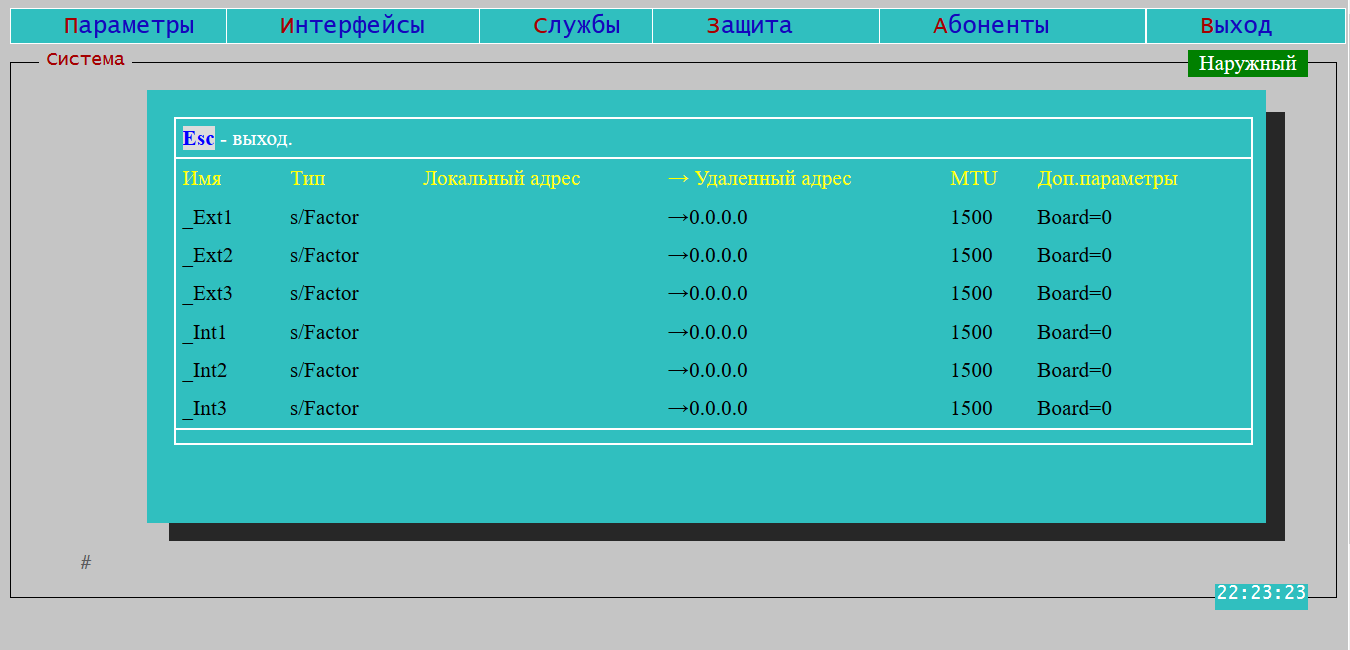 Параметры Интерфейсы Службы Защита Абоненты Выход
Система Наружный
Esc - выход.
Имя Тип Локальный адрес → Удаленный адрес MTU Доп.параметры
_Ext1 s/Factor →0.0.0.0 1500 Board=0
_Ext2 s/Factor →0.0.0.0 1500 Board=0
_Ext3 s/Factor →0.0.0.0 1500 Board=0
_Int1 s/Factor →0.0.0.0 1500 Board=0
_Int2 s/Factor →0.0.0.0 1500 Board=0
_Int3 s/Factor →0.0.0.0 1500 Board=0
#
22:23:23